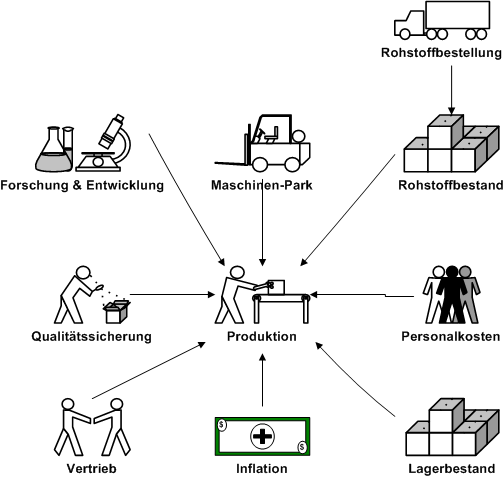 Rohstoffbestellung
Forschung & Entwicklung
Maschinen-Park
Rohstoffbestand
Qualitätssicherung
Produktion
Personalkosten
$
$
Vertrieb
Inflation
Lagerbestand